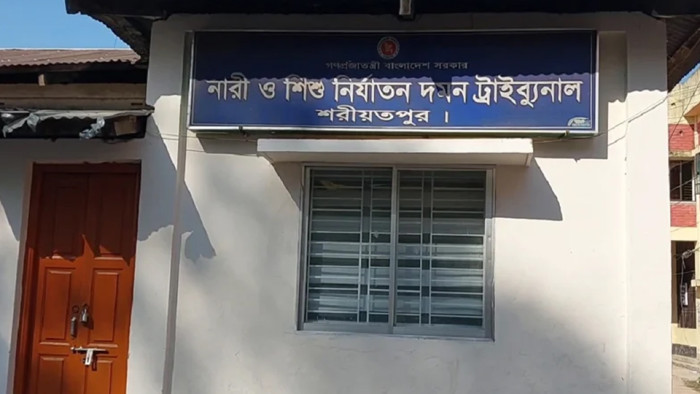 গণপ্রজাতন্ত্রী বাংলাদেশ সরকার
নারী ও শিশু নির্যাতন দমন ট্রাইব্যুনাল
শরীয়তপুর ।